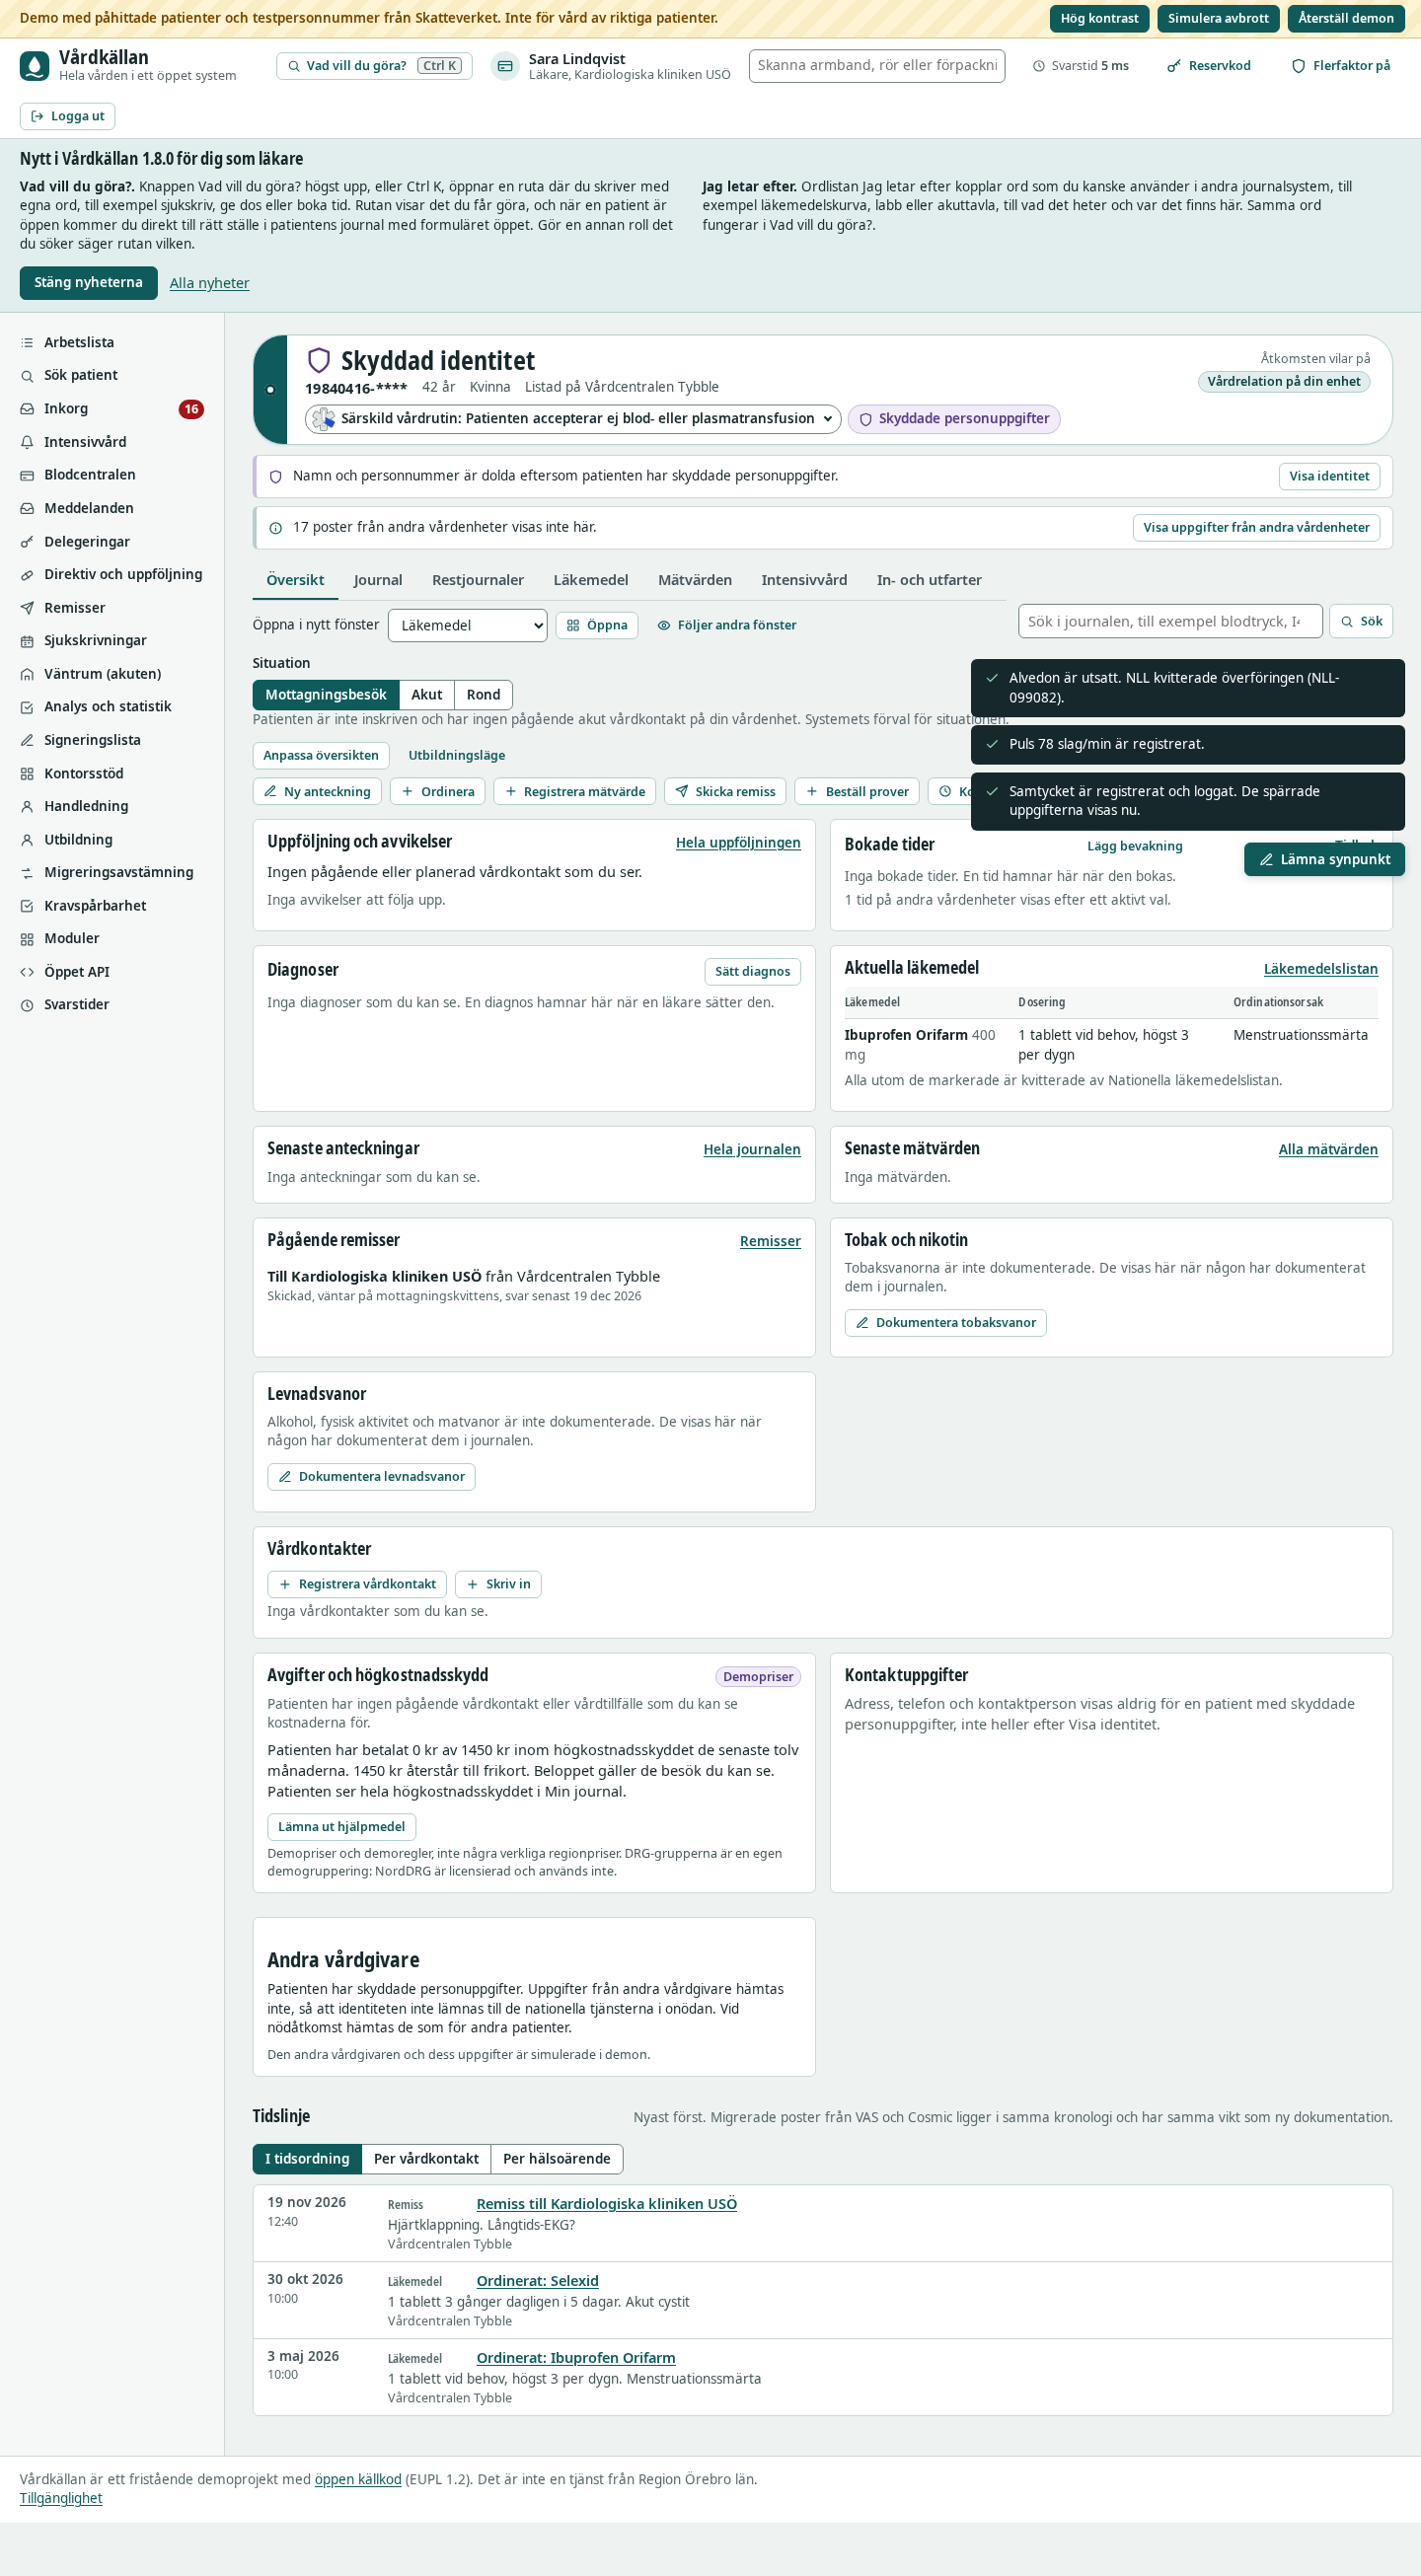 Demo med påhittade patienter och testpersonnummer från Skatteverket. Inte för vård av riktiga patienter.
Hög kontrast
Simulera avbrott
Återställ demon
Vårdkällan
Hela vården i ett öppet system
Vad vill du göra? Ctrl K
Sara Lindqvist
Läkare, Kardiologiska kliniken USÖ
Skanna armband, rör eller förpackni
Svarstid 5 ms
Reservkod
Flerfaktor på
Logga ut
Nytt i Vårdkällan 1.8.0 för dig som läkare
Vad vill du göra?. Knappen Vad vill du göra? högst upp, eller Ctrl K, öppnar en ruta där du skriver med
egna ord, till exempel sjukskriv, ge dos eller boka tid. Rutan visar det du får göra, och när en patient är
öppen kommer du direkt till rätt ställe i patientens journal med formuläret öppet. Gör en annan roll det
du söker säger rutan vilken.
Jag letar efter. Ordlistan Jag letar efter kopplar ord som du kanske använder i andra journalsystem, till
exempel läkemedelskurva, labb eller akuttavla, till vad det heter och var det finns här. Samma ord
fungerar i Vad vill du göra?.
Stäng nyheterna
Alla nyheter
Arbetslista
Sök patient
Inkorg 16
Intensivvård
Blodcentralen
Meddelanden
Delegeringar
Direktiv och uppföljning
Remisser
Sjukskrivningar
Väntrum (akuten)
Analys och statistik
Signeringslista
Kontorsstöd
Handledning
Utbildning
Migreringsavstämning
Kravspårbarhet
Moduler
Öppet API
Svarstider
Skyddad identitet
19840416-**** 42 år Kvinna Listad på Vårdcentralen Tybble
Åtkomsten vilar på
Vårdrelation på din enhet
Särskild vårdrutin: Patienten accepterar ej blod- eller plasmatransfusion
Skyddade personuppgifter
Namn och personnummer är dolda eftersom patienten har skyddade personuppgifter.
Visa identitet
17 poster från andra vårdenheter visas inte här.
Visa uppgifter från andra vårdenheter
Översikt
Journal
Restjournaler
Läkemedel
Mätvärden
Intensivvård
In- och utfarter
Öppna i nytt fönster
Läkemedel
Öppna
Följer andra fönster
Sök i journalen, till exempel blodtryck, I4
Sök
Situation
Mottagningsbesök
Akut
Rond
Patienten är inte inskriven och har ingen pågående akut vårdkontakt på din vårdenhet. Systemets förval för situationen.
Alvedon är utsatt. NLL kvitterade överföringen (NLL-
099082).
Puls 78 slag/min är registrerat.
Samtycket är registrerat och loggat. De spärrade
uppgifterna visas nu.
Lämna synpunkt
Anpassa översikten
Utbildningsläge
Ny anteckning
Ordinera
Registrera mätvärde
Skicka remiss
Beställ prover
Uppföljning och avvikelser
Hela uppföljningen
Ingen pågående eller planerad vårdkontakt som du ser.
Inga avvikelser att följa upp.
Bokade tider
Lägg bevakning
Inga bokade tider. En tid hamnar här när den bokas.
1 tid på andra vårdenheter visas efter ett aktivt val.
Diagnoser
Sätt diagnos
Inga diagnoser som du kan se. En diagnos hamnar här när en läkare sätter den.
Aktuella läkemedel
Läkemedelslistan
Läkemedel Dosering Ordinationsorsak
Ibuprofen Orifarm 400
mg
1 tablett vid behov, högst 3
per dygn
Menstruationssmärta
Alla utom de markerade är kvitterade av Nationella läkemedelslistan.
Senaste anteckningar
Hela journalen
Inga anteckningar som du kan se.
Senaste mätvärden
Alla mätvärden
Inga mätvärden.
Pågående remisser
Remisser
Till Kardiologiska kliniken USÖ från Vårdcentralen Tybble
Skickad, väntar på mottagningskvittens, svar senast 19 dec 2026
Tobak och nikotin
Tobaksvanorna är inte dokumenterade. De visas här när någon har dokumenterat
dem i journalen.
Dokumentera tobaksvanor
Levnadsvanor
Alkohol, fysisk aktivitet och matvanor är inte dokumenterade. De visas här när
någon har dokumenterat dem i journalen.
Dokumentera levnadsvanor
Vårdkontakter
Registrera vårdkontakt
Skriv in
Inga vårdkontakter som du kan se.
Avgifter och högkostnadsskydd
Demopriser
Patienten har ingen pågående vårdkontakt eller vårdtillfälle som du kan se
kostnaderna för.
Patienten har betalat 0 kr av 1450 kr inom högkostnadsskyddet de senaste tolv
månaderna. 1450 kr återstår till frikort. Beloppet gäller de besök du kan se.
Patienten ser hela högkostnadsskyddet i Min journal.
Lämna ut hjälpmedel
Demopriser och demoregler, inte några verkliga regionpriser. DRG-grupperna är en egen
demogruppering: NordDRG är licensierad och används inte.
Kontaktuppgifter
Adress, telefon och kontaktperson visas aldrig för en patient med skyddade
personuppgifter, inte heller efter Visa identitet.
Andra vårdgivare
Patienten har skyddade personuppgifter. Uppgifter från andra vårdgivare hämtas
inte, så att identiteten inte lämnas till de nationella tjänsterna i onödan. Vid
nödåtkomst hämtas de som för andra patienter.
Den andra vårdgivaren och dess uppgifter är simulerade i demon.
Tidslinje
Nyast först. Migrerade poster från VAS och Cosmic ligger i samma kronologi och har samma vikt som ny dokumentation.
I tidsordning
Per vårdkontakt
Per hälsoärende
19 nov 2026
12:40
Remiss Remiss till Kardiologiska kliniken USÖ
Hjärtklappning. Långtids-EKG?
Vårdcentralen Tybble
30 okt 2026
10:00
Läkemedel Ordinerat: Selexid
1 tablett 3 gånger dagligen i 5 dagar. Akut cystit
Vårdcentralen Tybble
3 maj 2026
10:00
Läkemedel Ordinerat: Ibuprofen Orifarm
1 tablett vid behov, högst 3 per dygn. Menstruationssmärta
Vårdcentralen Tybble
Vårdkällan är ett fristående demoprojekt med öppen källkod (EUPL 1.2). Det är inte en tjänst från Region Örebro län.
Tillgänglighet